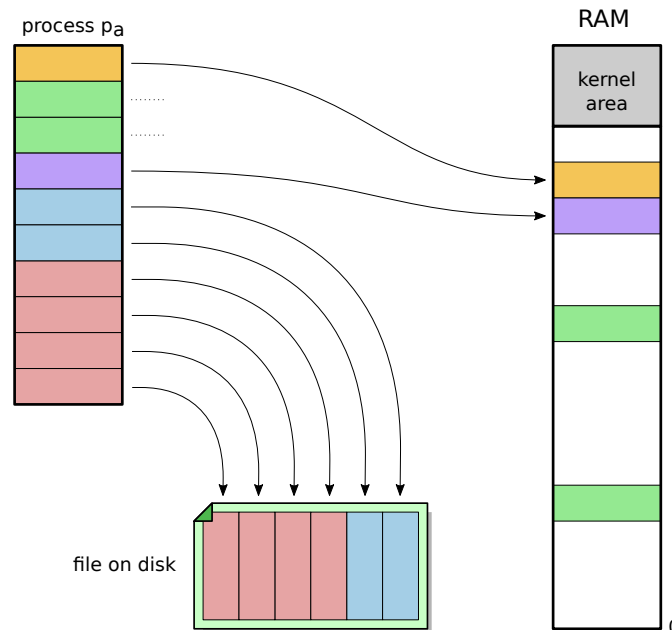 process pa
RAM
kernel
area
file on disk